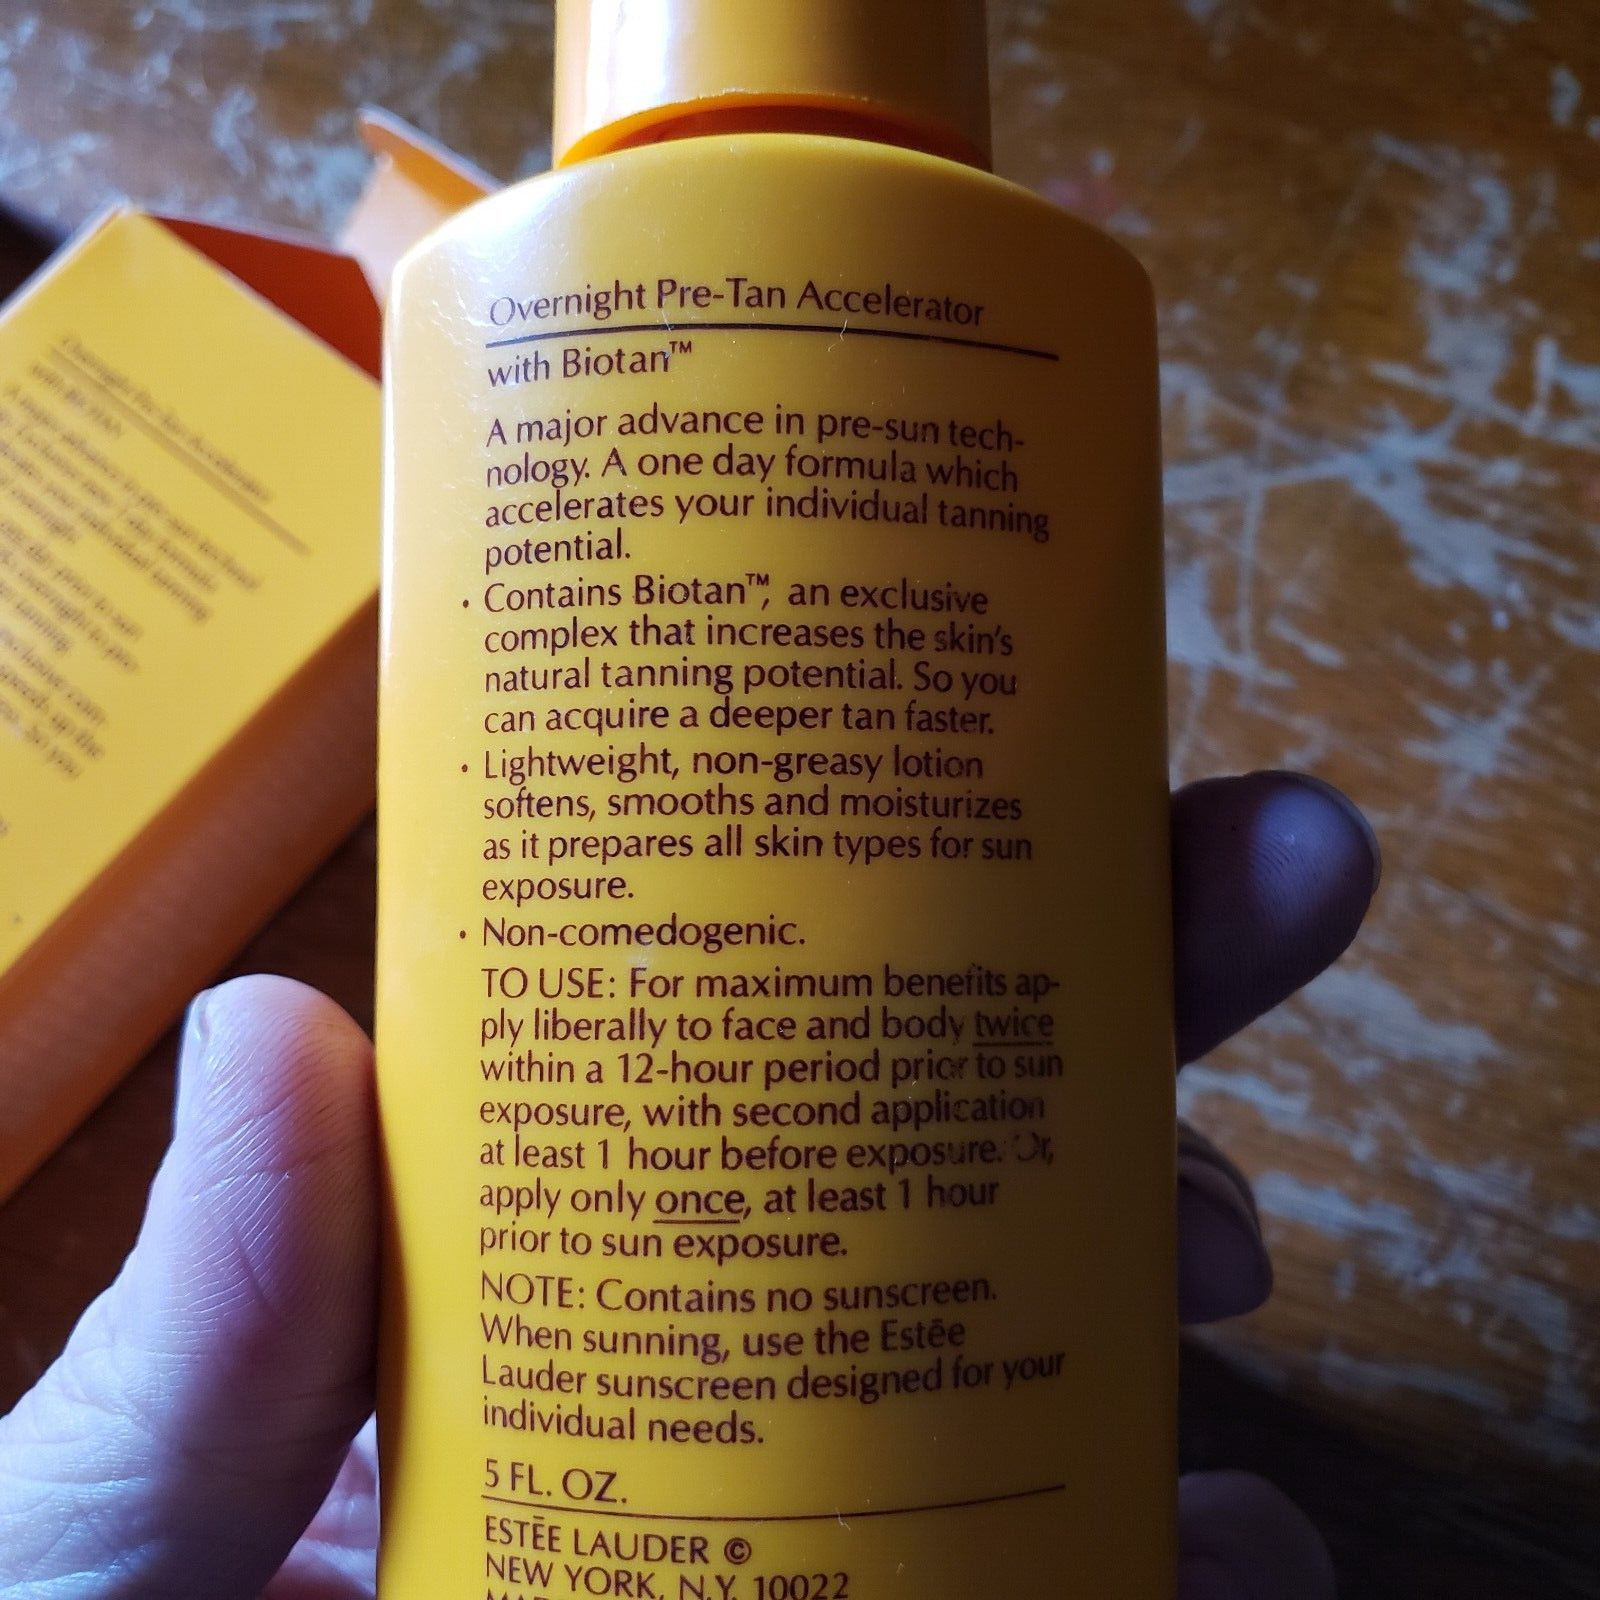 Overnight Pre-Tan Accelerator
with Biotan™
A major advance in pre-sun tech-
nology. A one day formula which
accelerates your individual tanning
potential.
• Contains Biotan™, an exclusive
complex that increases the skin's
natural tanning potential. So you
can acquire a deeper tan faster.
• Lightweight, non-greasy lotion
softens, smooths and moisturizes
as it prepares all skin types for sun
exposure.
• Non-comedogenic.
TO USE: For maximum benefits ap-
ply liberally to face and body twice
within a 12-hour period prior to sun
exposure, with second application
at least 1 hour before exposure. Or,
apply only once, at least 1 hour
prior to sun exposure.
NOTE: Contains no sunscreen.
When sunning, use the Estēe
Lauder sunscreen designed for your
individual needs.
5 FL. OZ.
ESTĒE LAUDER ©
NEW YORK, N.Y. 10022
Overnight Pre-Tan Accelerator